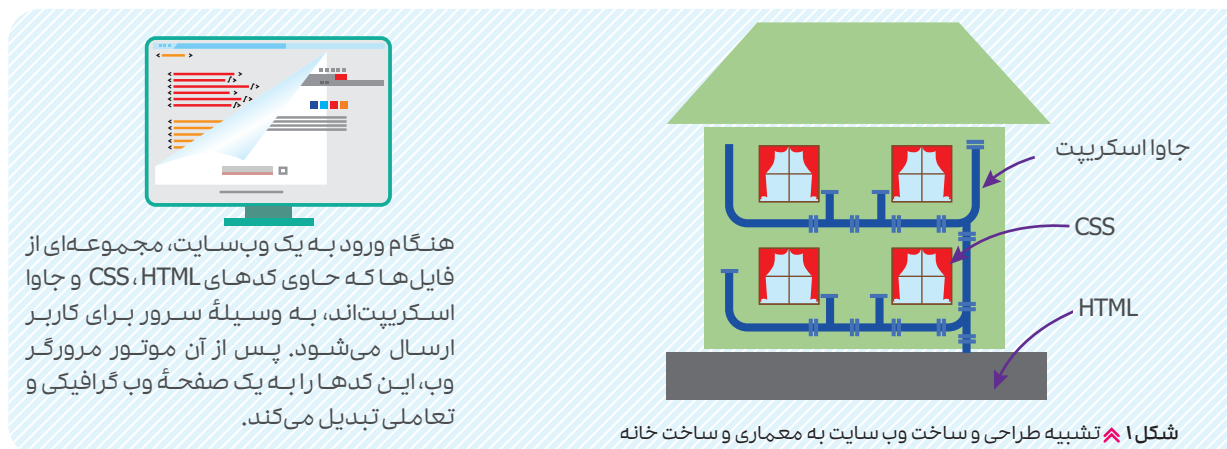 جاوا اسکریپت
CSS
HTML
شکل ۱ تشبیه طراحی و ساخت وب سایت به معماری و ساخت خانه
هنگام ورود به یک وب‌سایت، مجموعه‌ای از
فایل‌ها که حاوی کدهای CSS ،HTML و جاوا
اسکریپت‌اند، به وسیلهٔ سرور برای کاربر
ارسال می‌شود. پس از آن موتور مرورگر
وب، این کدها را به یک صفحهٔ وب گرافیکی و
تعاملی تبدیل می‌کند.